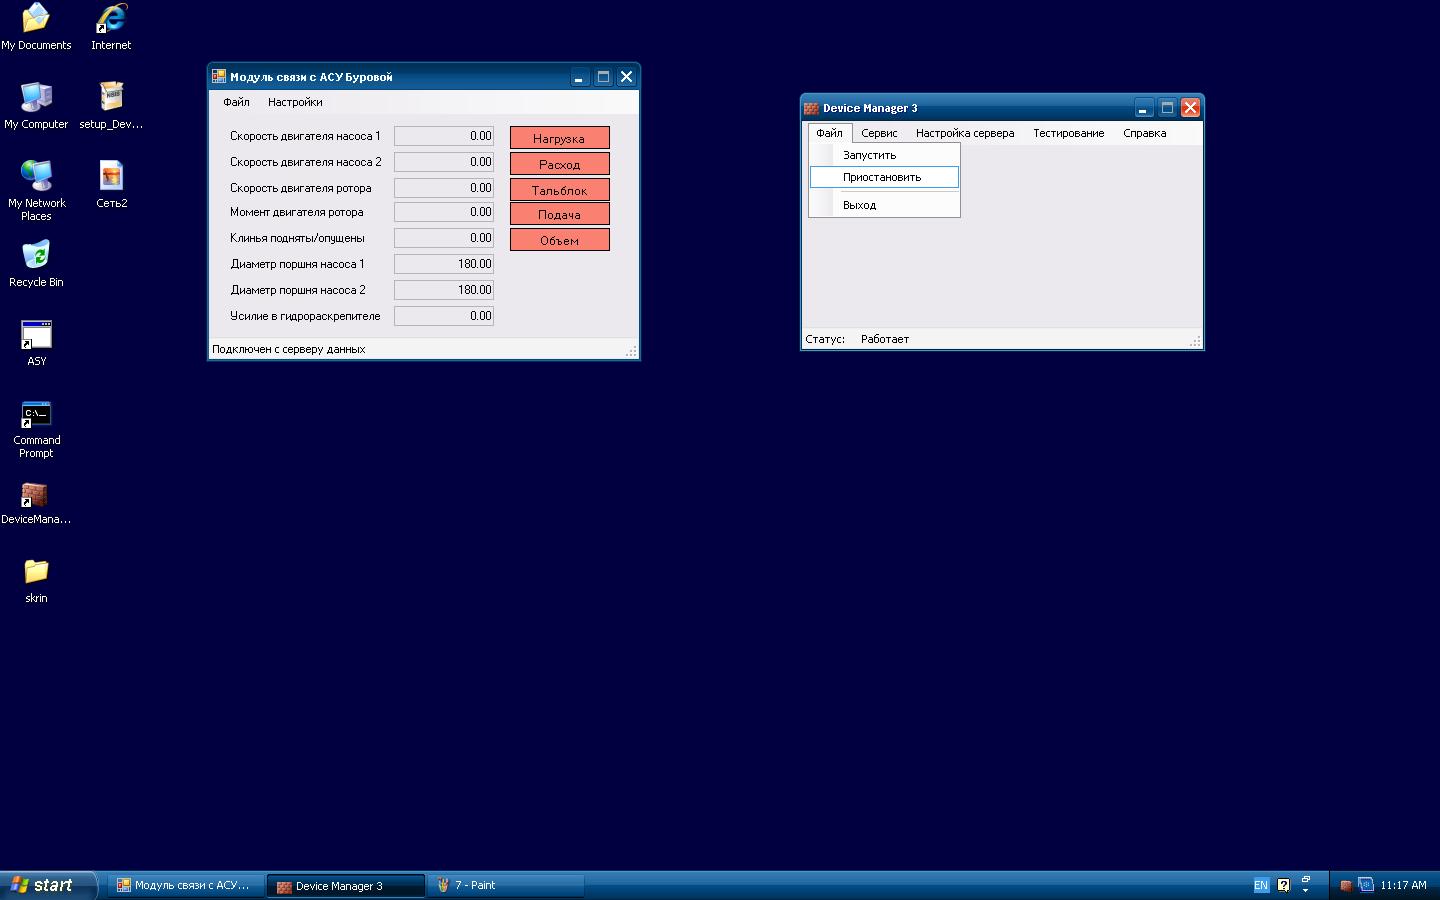 My Documents
Internet
My Computer
setup_Dev...
My Network
Places
Сеть2
Recycle Bin
ASY
Command
Prompt
DeviceMana...
skrin
Модуль связи с АСУ Буровой
Файл Настройки
Скорость двигателя насоса 1 0.00 Нагрузка
Скорость двигателя насоса 2 0.00 Расход
Скорость двигателя ротора 0.00 Тальблок
Момент двигателя ротора 0.00 Подача
Клинья подняты/опущены 0.00 Объем
Диаметр поршня насоса 1 180.00
Диаметр поршня насоса 2 180.00
Усилие в гидрораскрепителе 0.00
Подключен с серверу данных
Device Manager 3
Файл Сервис Настройка сервера Тестирование Справка
Запустить
Приостановить
Выход
Статус: Работает
start Модуль связи с АСУ... Device Manager 3 7 - Paint EN 11:17 AM